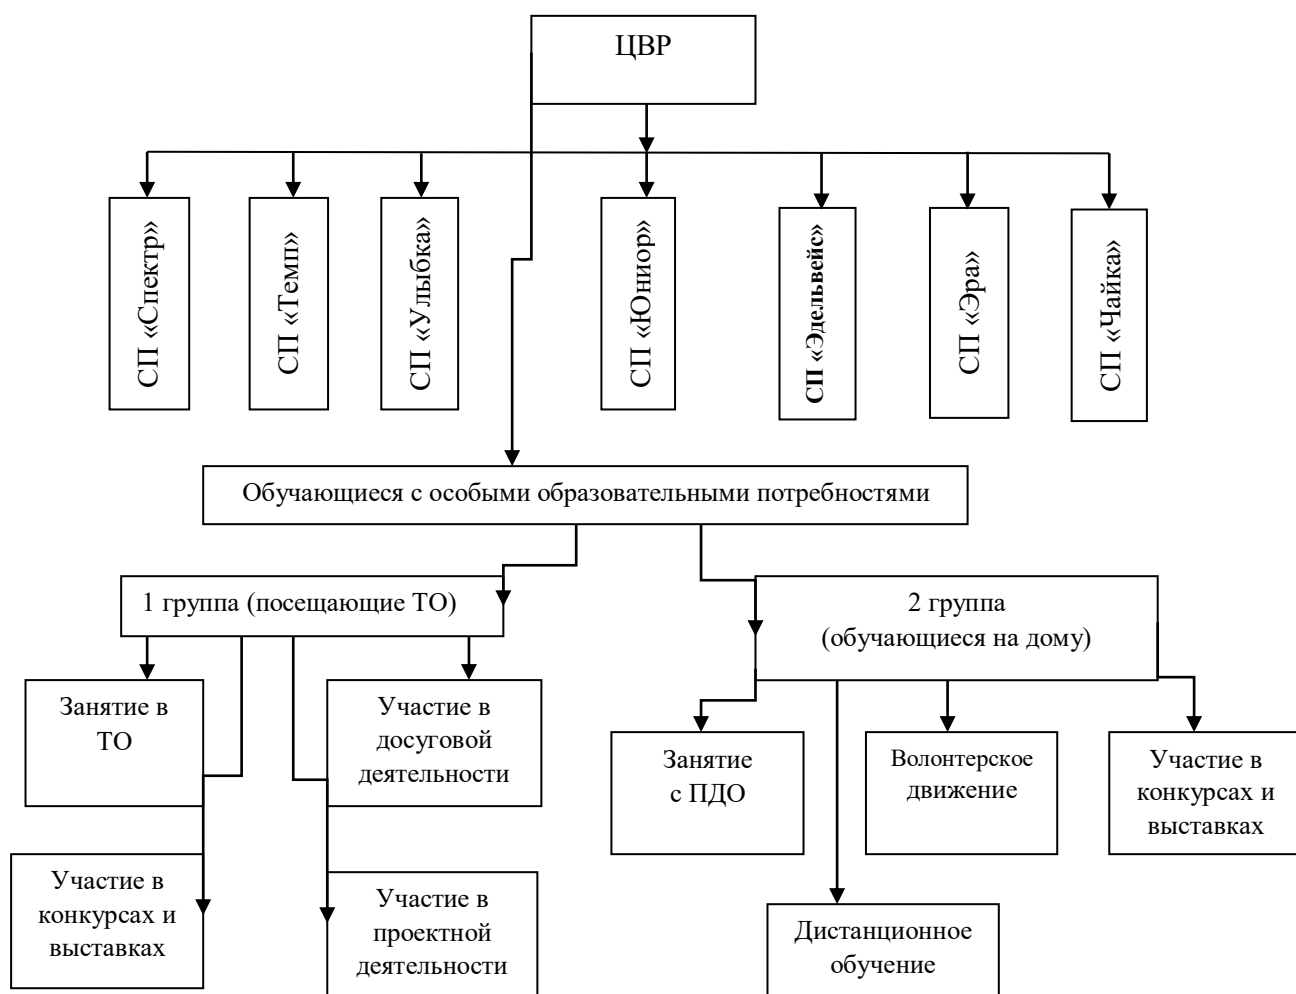 ЦВР
СП «Спектр»
СП «Темп»
СП «Улыбка»
СП «Юниор»
СП «Эдельвейс»
СП «Эра»
СП «Чайка»
Обучающиеся с особыми образовательными потребностями
1 группа (посещающие ТО)
2 группа
(обучающиеся на дому)
Занятие в
ТО
Участие в
досуговой
деятельности
Занятие
с ПДО
Волонтерское
движение
Участие в
конкурсах и
выставках
Участие в
конкурсах и
выставках
Участие в
проектной
деятельности
Дистанционное
обучение